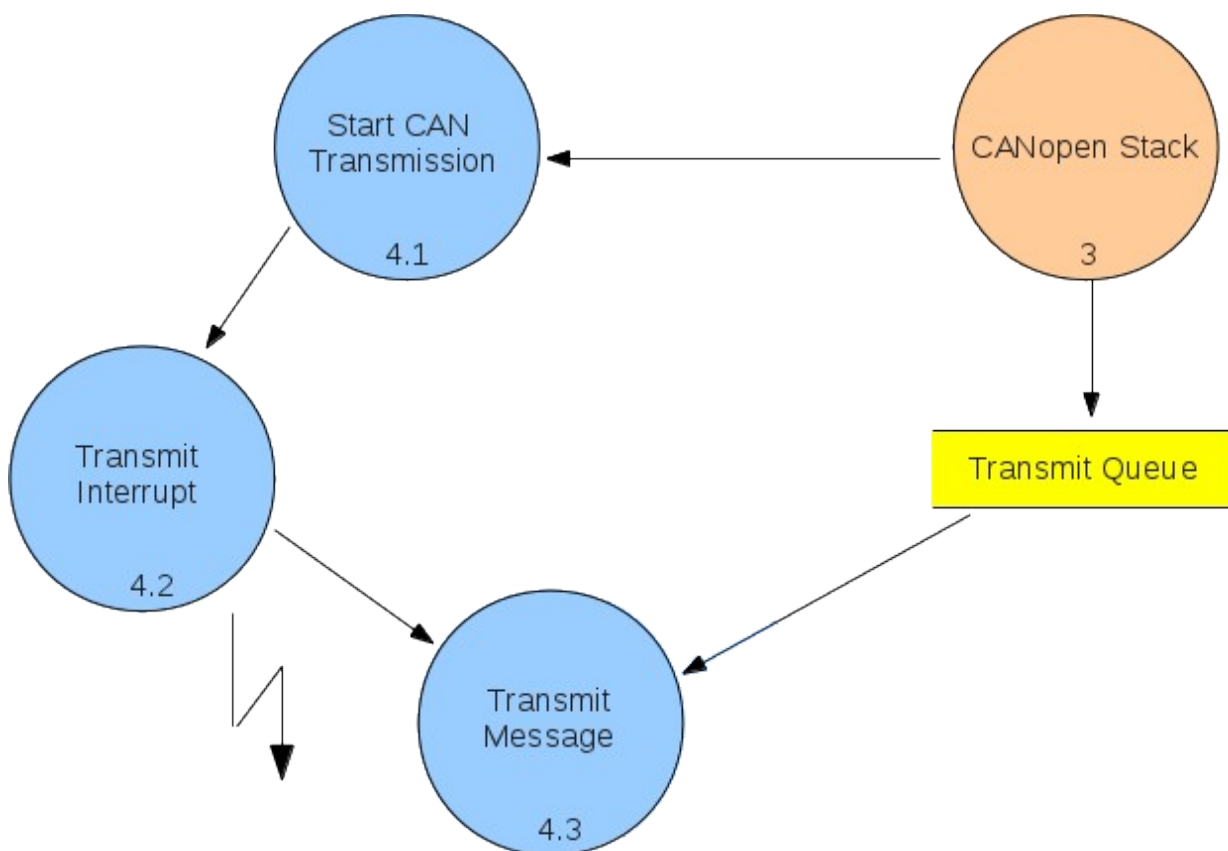 Start CAN
Transmission
4.1
CANopen Stack
3
Transmit
Interrupt
4.2
Transmit Queue
Transmit
Message
4.3